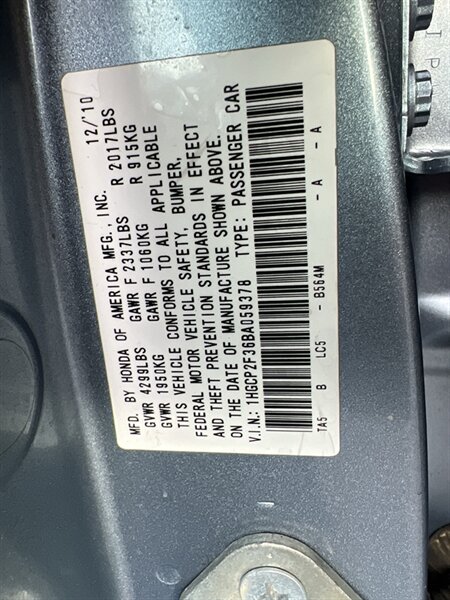 MFD. BY HONDA OF AMERICA MFG., INC. 12/'10
GVWR 4299LBS GAWR F 2337LBS R 2017LBS
GVWR 1950KG GAWR F 1060KG R 915KG
THIS VEHICLE CONFORMS TO ALL APPLICABLE
FEDERAL MOTOR VEHICLE SAFETY, BUMPER,
AND THEFT PREVENTION STANDARDS IN EFFECT
ON THE DATE OF MANUFACTURE SHOWN ABOVE.
V.I.N.: 1HGCP2F36BA059378 TYPE: PASSENGER CAR
TA5 B LC5 - B564M - A - A